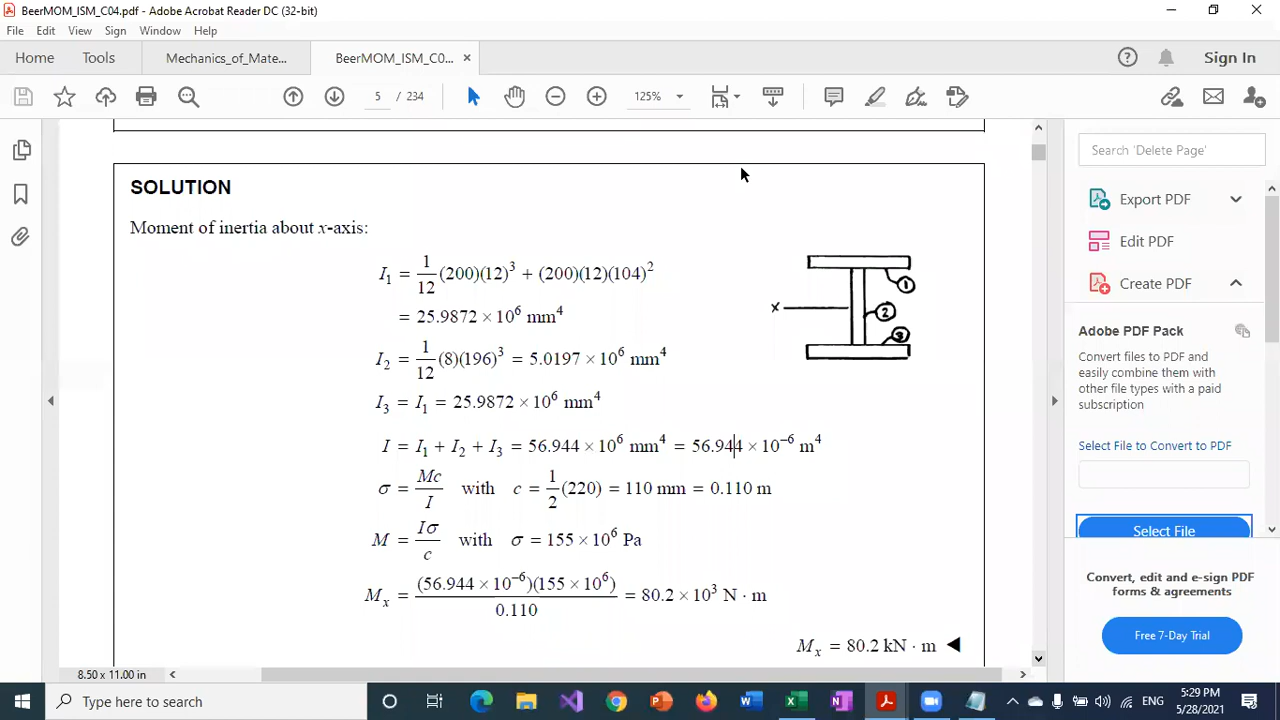 BeerMOM_ISM_C04.pdf - Adobe Acrobat Reader DC (32-bit)
File Edit View Sign Window Help
Home Tools Mechanics_of_Mate... BeerMOM_ISM_C0... × ? Sign In
5 / 234 125%
SOLUTION
Moment of inertia about x-axis:
I₁ = 1/12 (200)(12)³ + (200)(12)(104)²
= 25.9872 × 10⁶ mm⁴
I₂ = 1/12 (8)(196)³ = 5.0197 × 10⁶ mm⁴
I₃ = I₁ = 25.9872 × 10⁶ mm⁴
I = I₁ + I₂ + I₃ = 56.944 × 10⁶ mm⁴ = 56.944 × 10⁻⁶ m⁴
σ = Mc/I with c = 1/2 (220) = 110 mm = 0.110 m
M = Iσ/c with σ = 155 × 10⁶ Pa
Mₓ = (56.944 × 10⁻⁶)(155 × 10⁶)/0.110 = 80.2 × 10³ N · m
Mₓ = 80.2 kN · m ◀
1
x
2
3
8.50 x 11.00 in
Search 'Delete Page'
Export PDF
Edit PDF
Create PDF
Adobe PDF Pack
Convert files to PDF and
easily combine them with
other file types with a paid
subscription
Select File to Convert to PDF
Select File
Convert, edit and e-sign PDF
forms & agreements
Free 7-Day Trial
Type here to search
ENG
5:29 PM
5/28/2021